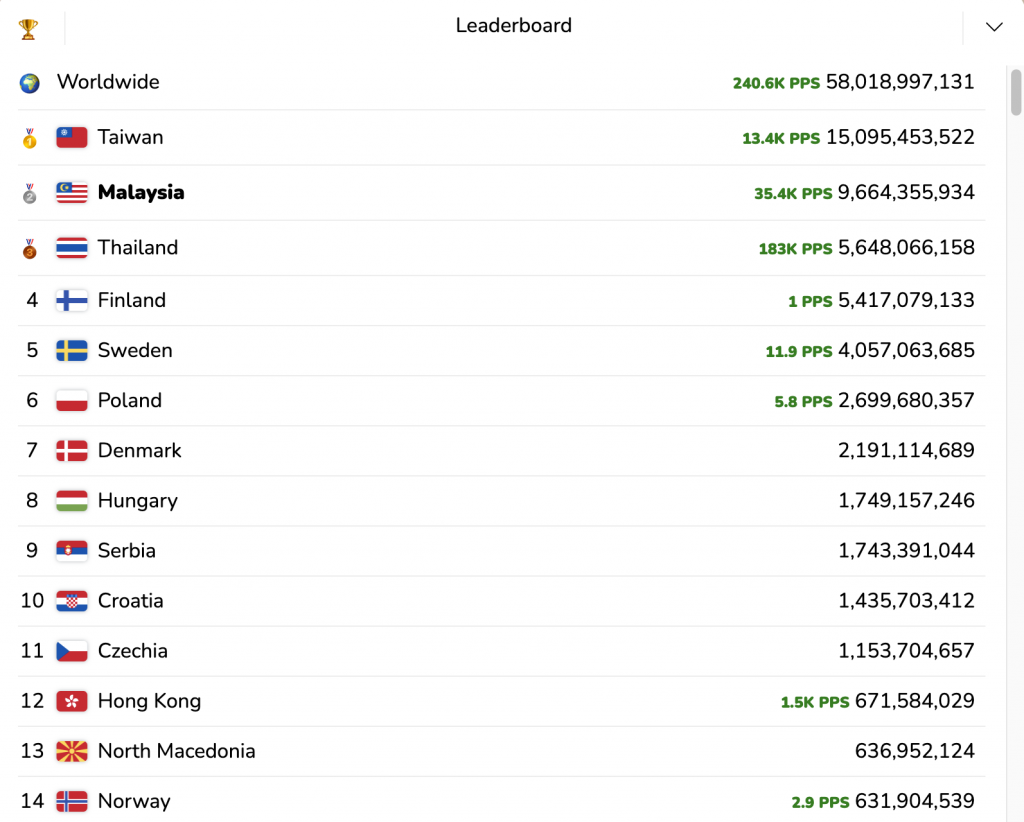 Leaderboard
Worldwide 240.6K PPS 58,018,997,131
1 Taiwan 13.4K PPS 15,095,453,522
2 Malaysia 35.4K PPS 9,664,355,934
3 Thailand 183K PPS 5,648,066,158
4 Finland 1 PPS 5,417,079,133
5 Sweden 11.9 PPS 4,057,063,685
6 Poland 5.8 PPS 2,699,680,357
7 Denmark 2,191,114,689
8 Hungary 1,749,157,246
9 Serbia 1,743,391,044
10 Croatia 1,435,703,412
11 Czechia 1,153,704,657
12 Hong Kong 1.5K PPS 671,584,029
13 North Macedonia 636,952,124
14 Norway 2.9 PPS 631,904,539